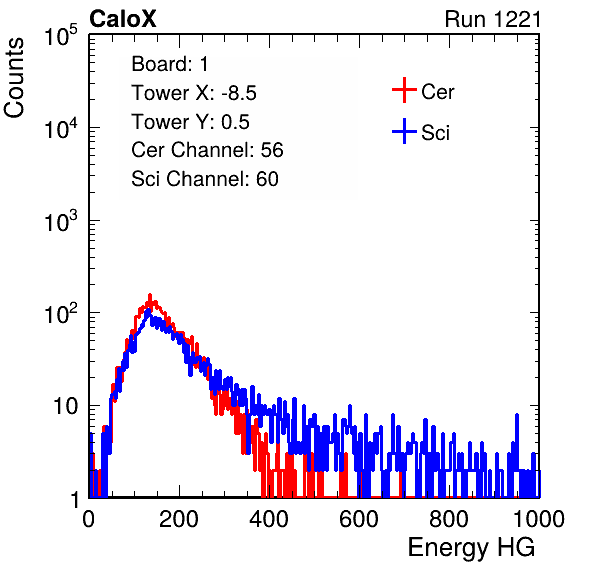 CaloX Run 1221
Counts
Board: 1
Tower X: -8.5
Tower Y: 0.5
Cer Channel: 56
Sci Channel: 60
Cer
Sci
10^5
10^4
10^3
10^2
10
1
0 200 400 600 800 1000
Energy HG